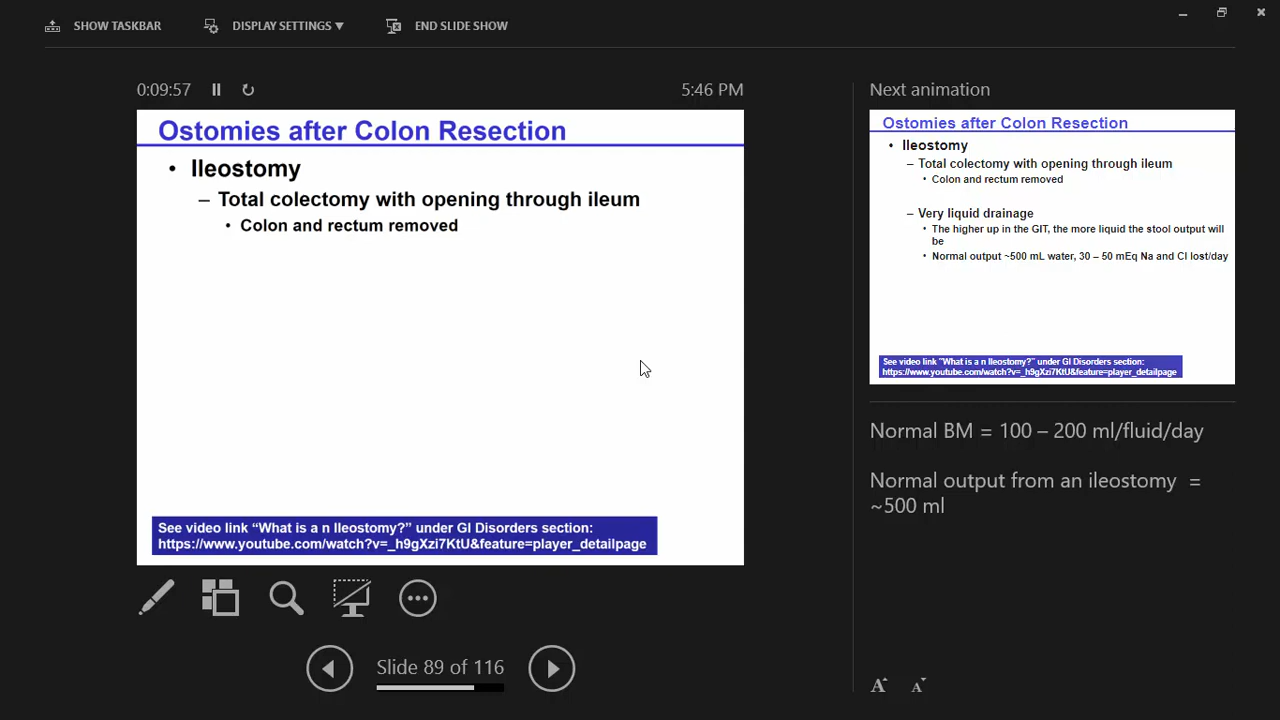 SHOW TASKBAR DISPLAY SETTINGS ▼ END SLIDE SHOW
0:09:57 5:46 PM
Ostomies after Colon Resection
• Ileostomy
– Total colectomy with opening through ileum
• Colon and rectum removed
See video link “What is a n Ileostomy?” under GI Disorders section:
https://www.youtube.com/watch?v=_h9gXzi7KtU&feature=player_detailpage
Slide 89 of 116
Next animation
Ostomies after Colon Resection
• Ileostomy
– Total colectomy with opening through ileum
• Colon and rectum removed
– Very liquid drainage
• The higher up in the GIT, the more liquid the stool output will
be
• Normal output ~500 mL water, 30 – 50 mEq Na and Cl lost/day
See video link "What is a n Ileostomy?" under GI Disorders section:
https://www.youtube.com/watch?v=_h9gXzi7KtU&feature=player_detailpage
Normal BM = 100 – 200 ml/fluid/day
Normal output from an ileostomy =
~500 ml
A A